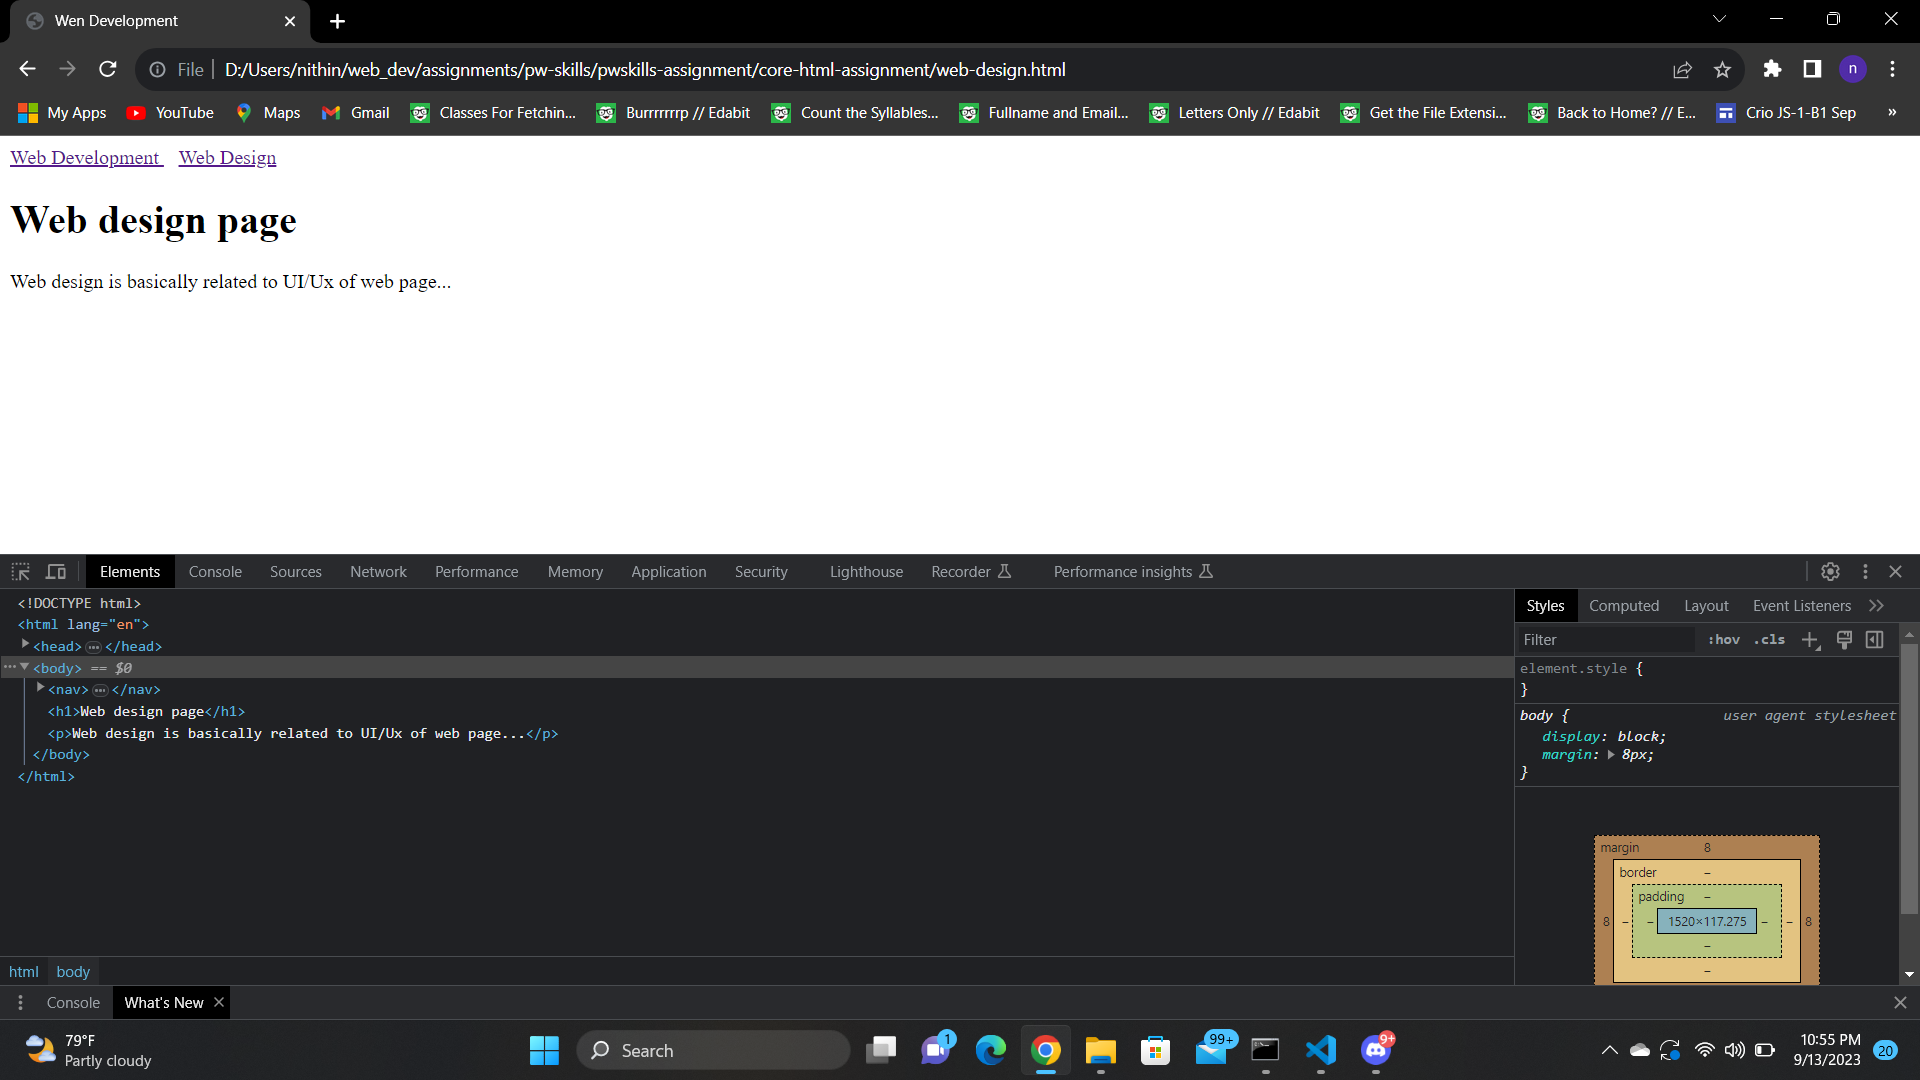 Wen Development
File
D:/Users/nithin/web_dev/assignments/pw-skills/pwskills-assignment/core-html-assignment/web-design.html
n
My Apps YouTube Maps Gmail Classes For Fetchin... Burrrrrrrp // Edabit Count the Syllables... Fullname and Email... Letters Only // Edabit Get the File Extensi... Back to Home? // E... Crio JS-1-B1 Sep »
Web Development Web Design
Web design page
Web design is basically related to UI/Ux of web page...
Elements Console Sources Network Performance Memory Application Security Lighthouse Recorder Performance insights
<!DOCTYPE html>
<html lang="en">
<head> ••• </head>
••• <body> == $0
<nav> ••• </nav>
<h1>Web design page</h1>
<p>Web design is basically related to UI/Ux of web page...</p>
</body>
</html>
html body
Styles Computed Layout Event Listeners
Filter :hov .cls
element.style {
}
body { user agent stylesheet
display: block;
margin: 8px;
}
margin 8
border –
padding –
8 – – 1520×117.275 – – 8
–
–
Console What's New
79°F
Partly cloudy
Search
1
99+
9+
10:55 PM
9/13/2023
20